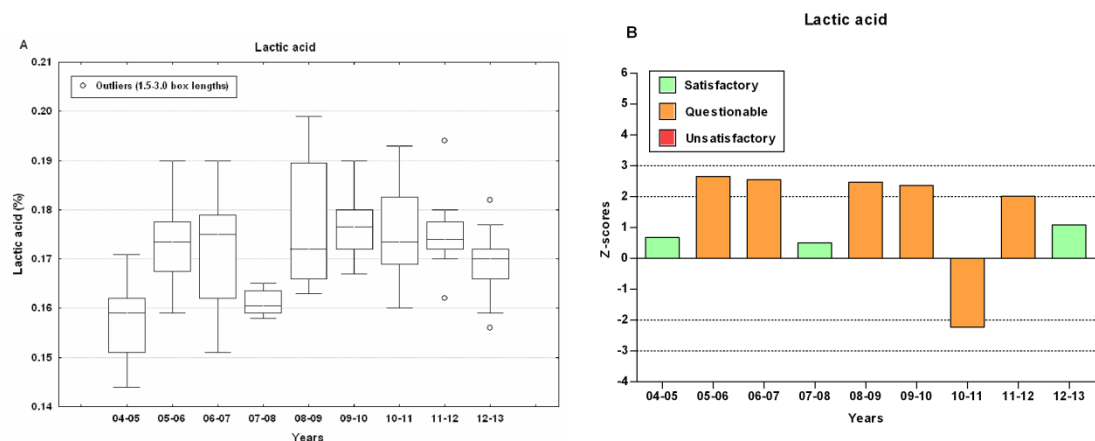 A
Lactic acid
0.21
Outliers (1.5-3.0 box lengths)
0.20
0.19
0.18
0.17
0.16
0.15
0.14
Lactic acid (%)
04-05 05-06 06-07 07-08 08-09 09-10 10-11 11-12 12-13
Years
Lactic acid
B
Satisfactory
Questionable
Unsatisfactory
6
5
4
3
2
1
0
-1
-2
-3
-4
Z-scores
04-05 05-06 06-07 07-08 08-09 09-10 10-11 11-12 12-13
Years